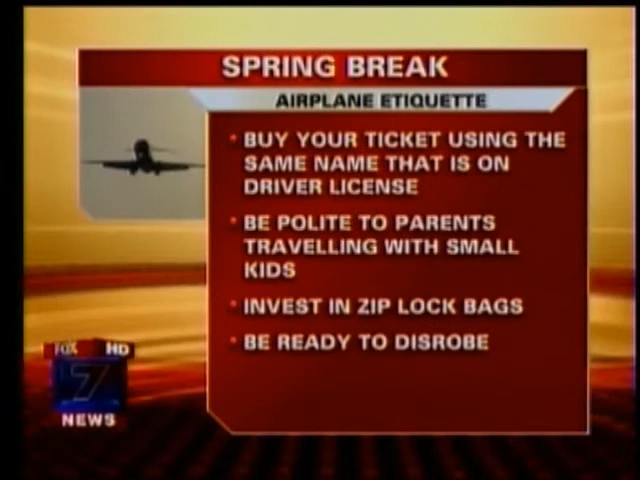 SPRING BREAK
AIRPLANE ETIQUETTE
• BUY YOUR TICKET USING THE
SAME NAME THAT IS ON
DRIVER LICENSE
• BE POLITE TO PARENTS
TRAVELLING WITH SMALL
KIDS
• INVEST IN ZIP LOCK BAGS
• BE READY TO DISROBE
FOX HD
7
NEWS